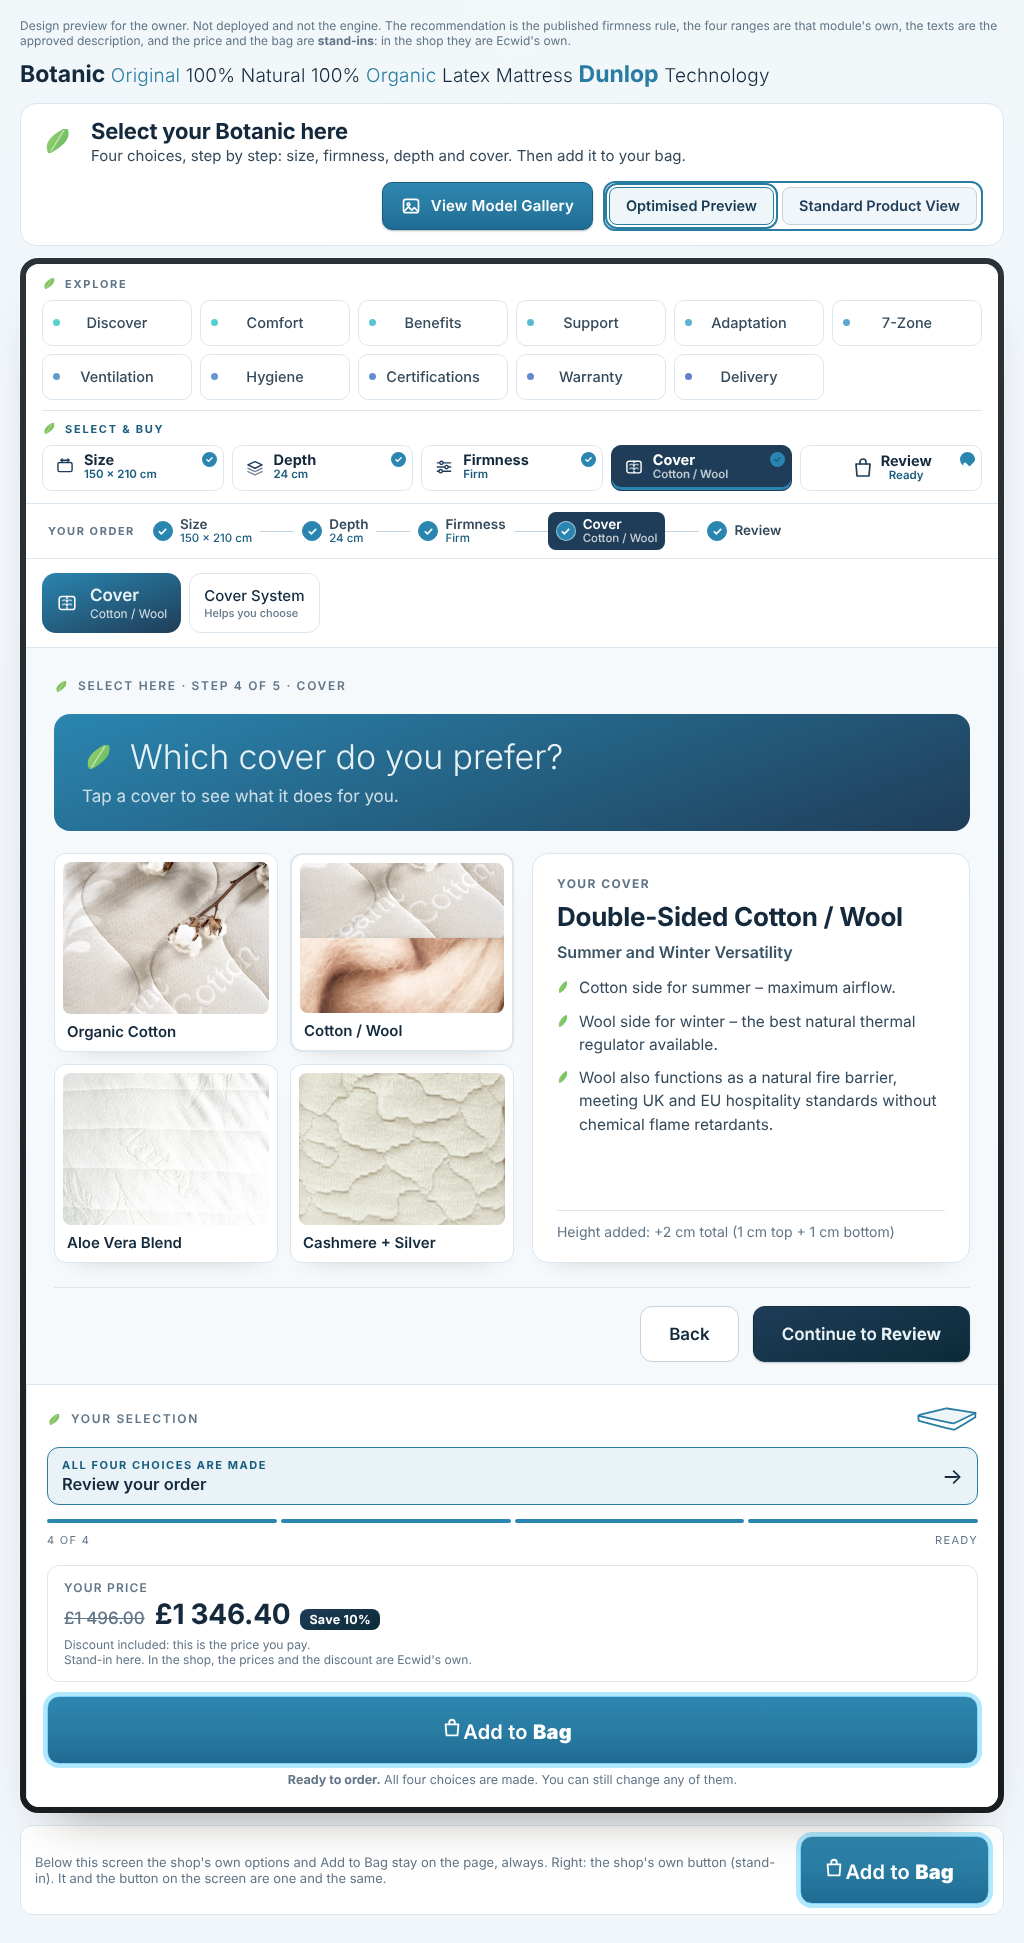 Design preview for the owner. Not deployed and not the engine. The recommendation is the published firmness rule, the four ranges are that module's own, the texts are the
approved description, and the price and the bag are stand-ins: in the shop they are Ecwid's own.
Botanic Original 100% Natural 100% Organic Latex Mattress Dunlop Technology
Select your Botanic here
Four choices, step by step: size, firmness, depth and cover. Then add it to your bag.
View Model Gallery
Optimised Preview
Standard Product View
EXPLORE
Discover
Comfort
Benefits
Support
Adaptation
7-Zone
Ventilation
Hygiene
Certifications
Warranty
Delivery
SELECT & BUY
Size
150 × 210 cm
Depth
24 cm
Firmness
Firm
Cover
Cotton / Wool
Review
Ready
YOUR ORDER
Size
150 × 210 cm
Depth
24 cm
Firmness
Firm
Cover
Cotton / Wool
Review
Cover
Cotton / Wool
Cover System
Helps you choose
SELECT HERE · STEP 4 OF 5 · COVER
Which cover do you prefer?
Tap a cover to see what it does for you.
Cotton
Organic Cotton
Cotton
Cotton / Wool
Aloe Vera Blend
Cashmere + Silver
YOUR COVER
Double-Sided Cotton / Wool
Summer and Winter Versatility
Cotton side for summer – maximum airflow.
Wool side for winter – the best natural thermal
regulator available.
Wool also functions as a natural fire barrier,
meeting UK and EU hospitality standards without
chemical flame retardants.
Height added: +2 cm total (1 cm top + 1 cm bottom)
Back
Continue to Review
YOUR SELECTION
ALL FOUR CHOICES ARE MADE
Review your order
4 OF 4
READY
YOUR PRICE
£1 496.00 £1 346.40 Save 10%
Discount included: this is the price you pay.
Stand-in here. In the shop, the prices and the discount are Ecwid's own.
Add to Bag
Ready to order. All four choices are made. You can still change any of them.
Below this screen the shop's own options and Add to Bag stay on the page, always. Right: the shop's own button (stand-
in). It and the button on the screen are one and the same.
Add to Bag